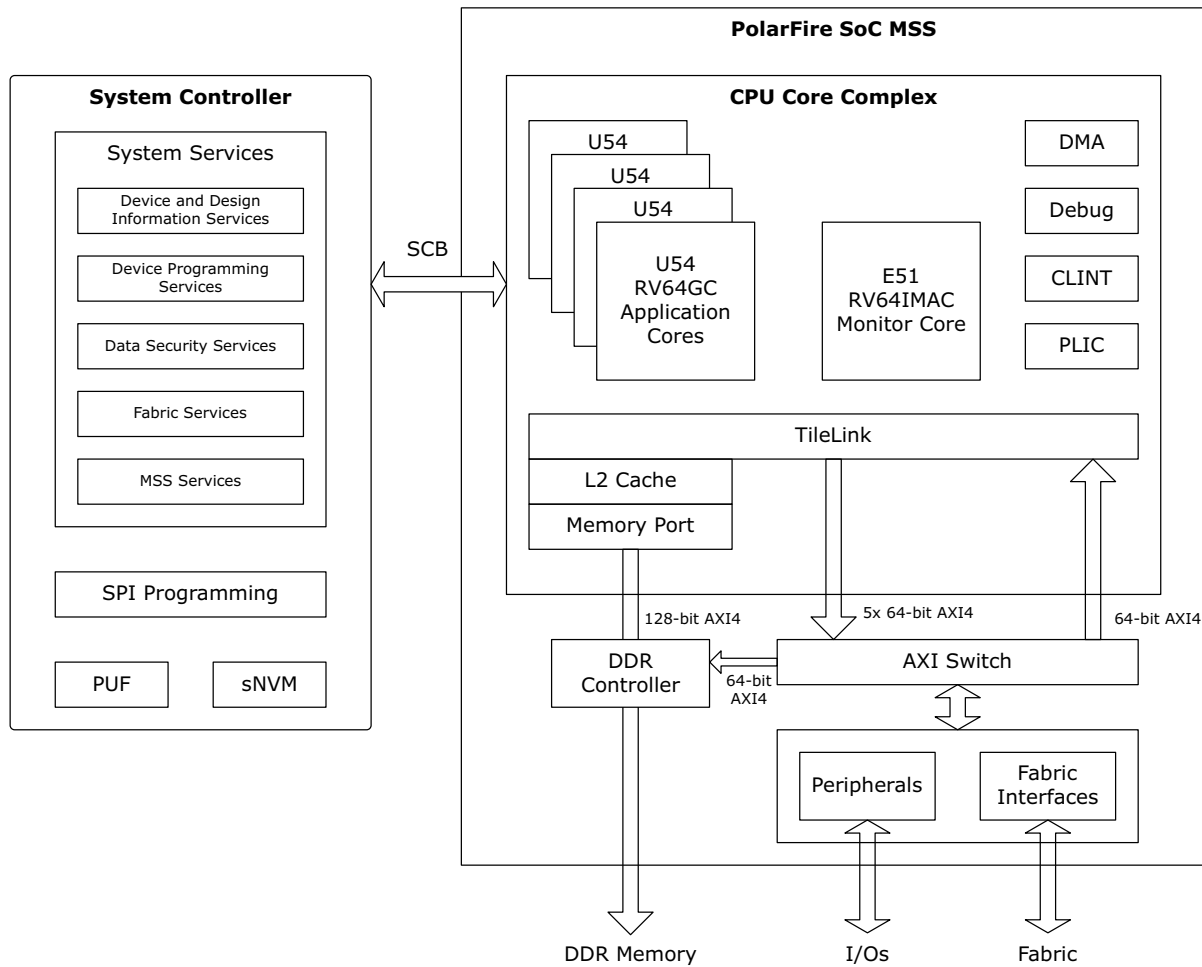 PolarFire SoC MSS
System Controller
System Services
Device and Design
Information Services
Device Programming
Services
Data Security Services
Fabric Services
MSS Services
SPI Programming
PUF
sNVM
SCB
CPU Core Complex
U54
U54
U54
U54
RV64GC
Application
Cores
E51
RV64IMAC
Monitor Core
DMA
Debug
CLINT
PLIC
TileLink
L2 Cache
Memory Port
128-bit AXI4
5x 64-bit AXI4
64-bit AXI4
DDR
Controller
64-bit
AXI4
AXI Switch
Peripherals
Fabric
Interfaces
DDR Memory
I/Os
Fabric